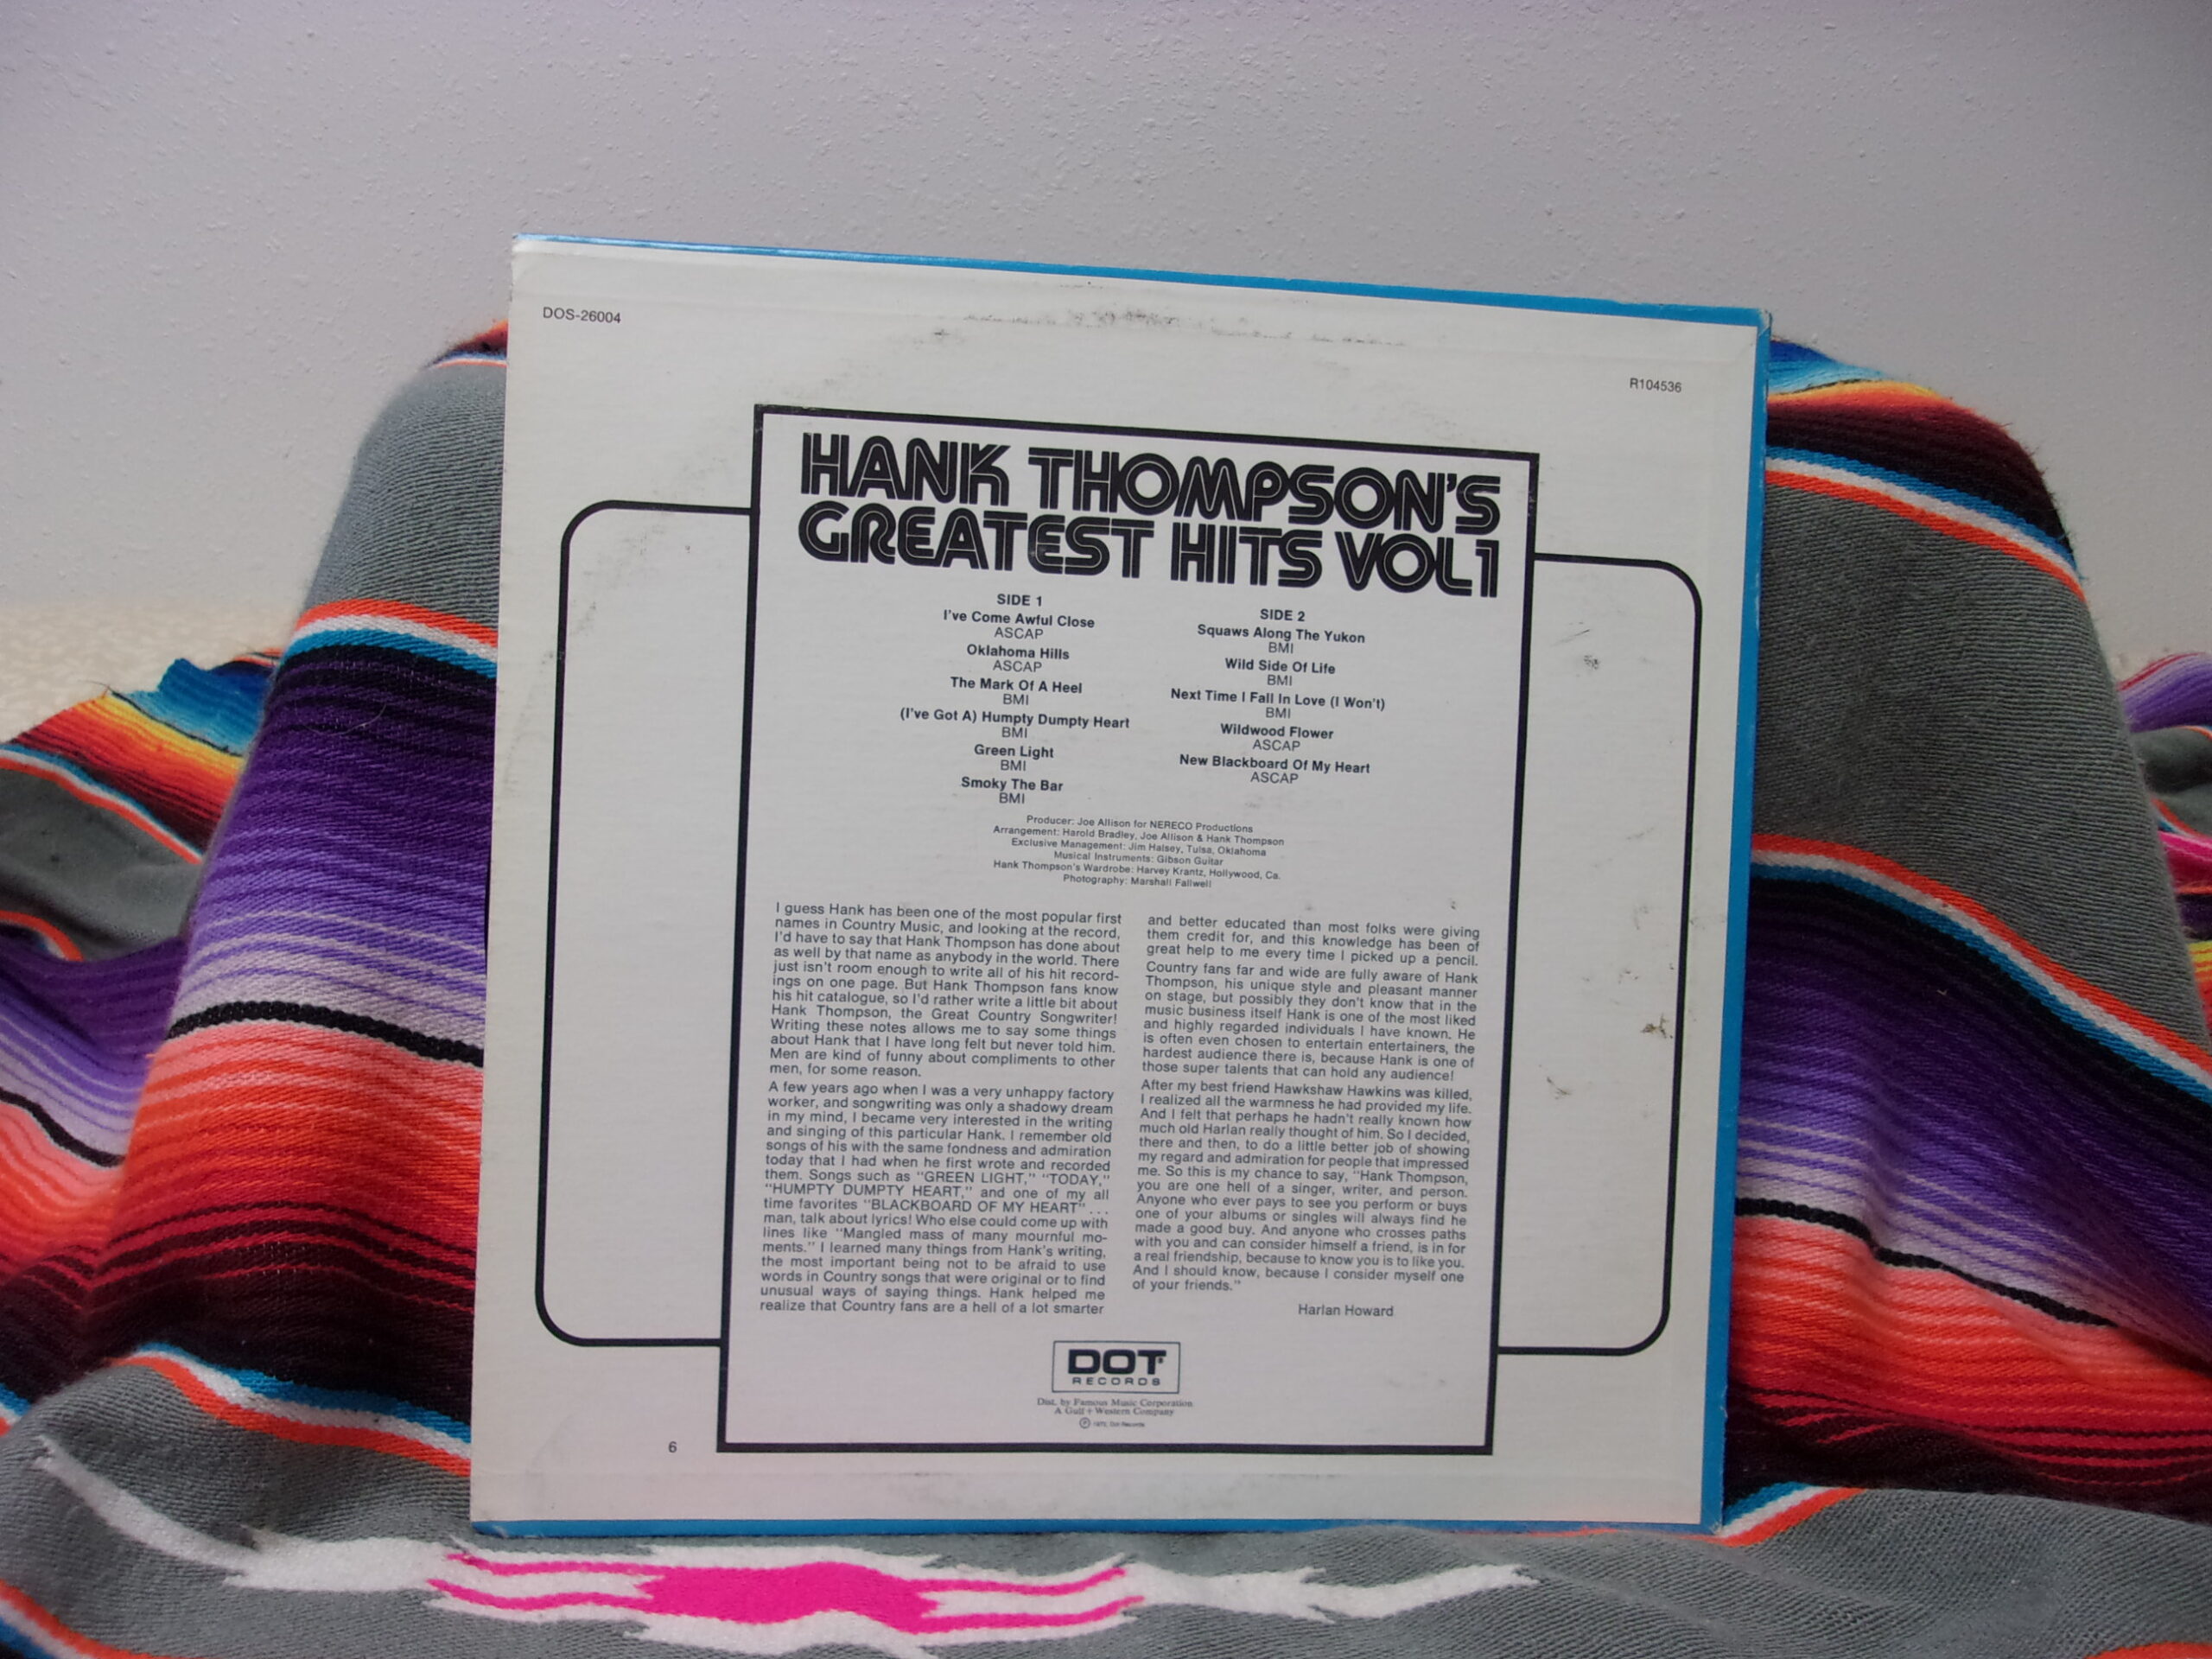 DOS-26004
R104536
HANK THOMPSON'S
GREATEST HITS VOL 1
SIDE 1
I've Come Awful Close
ASCAP
Oklahoma Hills
ASCAP
The Mark Of A Heel
BMI
(I've Got A) Humpty Dumpty Heart
BMI
Green Light
BMI
Smoky The Bar
BMI
SIDE 2
Squaws Along The Yukon
BMI
Wild Side Of Life
BMI
Next Time I Fall In Love (I Won't)
BMI
Wildwood Flower
ASCAP
New Blackboard Of My Heart
ASCAP
Producer: Joe Allison for NERECO Productions
Arrangement: Harold Bradley, Joe Allison & Hank Thompson
Exclusive Management: Jim Halsey, Tulsa, Oklahoma
Musical Instruments: Gibson Guitar
Hank Thompson's Wardrobe: Harvey Krantz, Hollywood, Ca.
Photography: Marshall Fallwell
I guess Hank has been one of the most popular first
names in Country Music, and looking at the record,
I'd have to say that Hank Thompson has done about
as well by that name as anybody in the world. There
just isn't room enough to write all of his hit record-
ings on one page. But Hank Thompson fans know
his hit catalogue, so I'd rather write a little bit about
Hank Thompson, the Great Country Songwriter!
Writing these notes allows me to say some things
about Hank that I have long felt but never told him.
Men are kind of funny about compliments to other
men, for some reason.
A few years ago when I was a very unhappy factory
worker, and songwriting was only a shadowy dream
in my mind, I became very interested in the writing
and singing of this particular Hank. I remember old
songs of his with the same fondness and admiration
today that I had when he first wrote and recorded
them. Songs such as "GREEN LIGHT," "TODAY,"
"HUMPTY DUMPTY HEART," and one of my all
time favorites "BLACKBOARD OF MY HEART" . . .
man, talk about lyrics! Who else could come up with
lines like "Mangled mass of many mournful mo-
ments." I learned many things from Hank's writing,
the most important being not to be afraid to use
words in Country songs that were original or to find
unusual ways of saying things. Hank helped me
realize that Country fans are a hell of a lot smarter
and better educated than most folks were giving
them credit for, and this knowledge has been of
great help to me every time I picked up a pencil.
Country fans far and wide are fully aware of Hank
Thompson, his unique style and pleasant manner
on stage, but possibly they don't know that in the
music business itself Hank is one of the most liked
and highly regarded individuals I have known. He
is often even chosen to entertain entertainers, the
hardest audience there is, because Hank is one of
those super talents that can hold any audience!
After my best friend Hawkshaw Hawkins was killed,
I realized all the warmness he had provided my life.
And I felt that perhaps he hadn't really known how
much old Harlan really thought of him. So I decided,
there and then, to do a little better job of showing
my regard and admiration for people that impressed
me. So this is my chance to say, "Hank Thompson,
you are one hell of a singer, writer, and person.
Anyone who ever pays to see you perform or buys
one of your albums or singles will always find he
made a good buy. And anyone who crosses paths
with you and can consider himself a friend, is in for
a real friendship, because to know you is to like you.
And I should know, because I consider myself one
of your friends."
Harlan Howard
DOT
RECORDS
Dist. by Famous Music Corporation
A Gulf + Western Company
℗ 1972, Dot Records
6